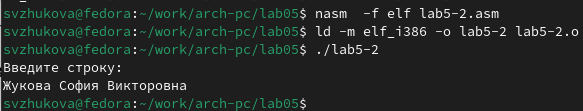 svzhukova@fedora:~/work/arch-pc/lab05$ nasm  -f elf lab5-2.asm
svzhukova@fedora:~/work/arch-pc/lab05$ ld -m elf_i386 -o lab5-2 lab5-2.o
svzhukova@fedora:~/work/arch-pc/lab05$ ./lab5-2
Введите строку:
Жукова София Викторовна
svzhukova@fedora:~/work/arch-pc/lab05$